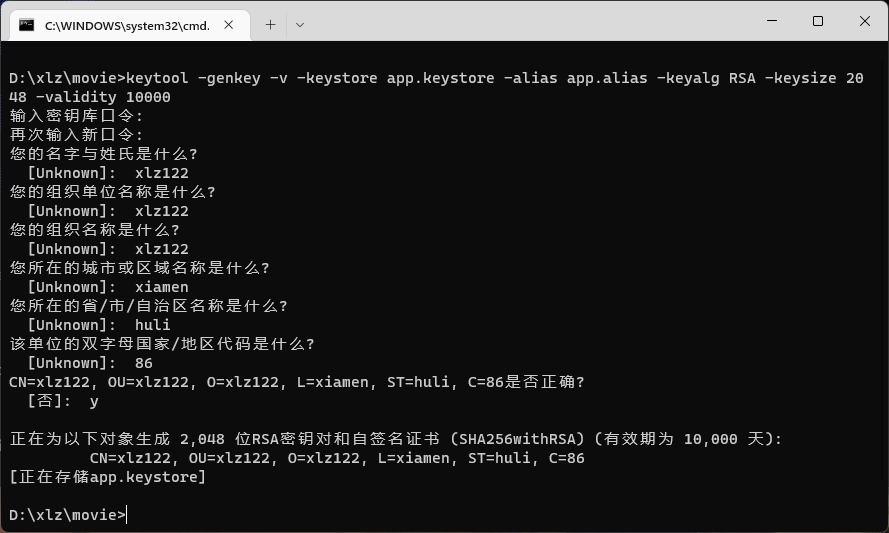 C:\WINDOWS\system32\cmd.
D:\xlz\movie>keytool -genkey -v -keystore app.keystore -alias app.alias -keyalg RSA -keysize 20
48 -validity 10000
输入密钥库口令:
再次输入新口令:
您的名字与姓氏是什么?
[Unknown]:  xlz122
您的组织单位名称是什么?
[Unknown]:  xlz122
您的组织名称是什么?
[Unknown]:  xlz122
您所在的城市或区域名称是什么?
[Unknown]:  xiamen
您所在的省/市/自治区名称是什么?
[Unknown]:  huli
该单位的双字母国家/地区代码是什么?
[Unknown]:  86
CN=xlz122, OU=xlz122, O=xlz122, L=xiamen, ST=huli, C=86是否正确?
[否]:  y
正在为以下对象生成 2,048 位RSA密钥对和自签名证书 (SHA256withRSA) (有效期为 10,000 天):
CN=xlz122, OU=xlz122, O=xlz122, L=xiamen, ST=huli, C=86
[正在存储app.keystore]
D:\xlz\movie>